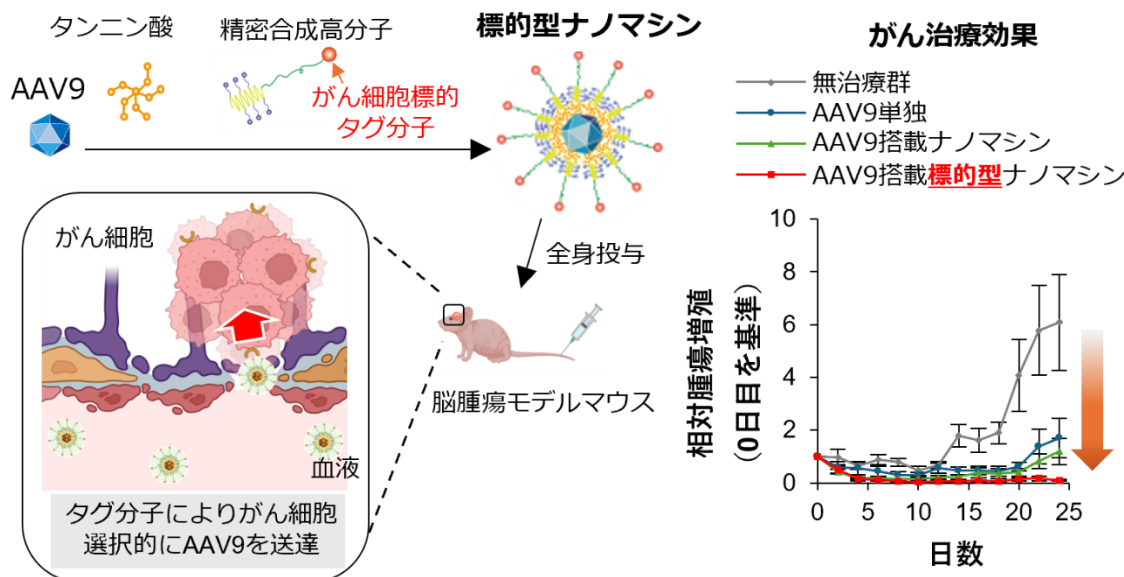 タンニン酸
精密合成高分子
標的型ナノマシン
AAV9
がん細胞標的
タグ分子
全身投与
がん細胞
血液
タグ分子によりがん細胞
選択的にAAV9を送達
脳腫瘍モデルマウス
がん治療効果
無治療群
AAV9単独
AAV9搭載ナノマシン
AAV9搭載標的型ナノマシン
相対腫瘍増殖
（0日目を基準）
10
8
6
4
2
0
0 5 10 15 20 25
日数